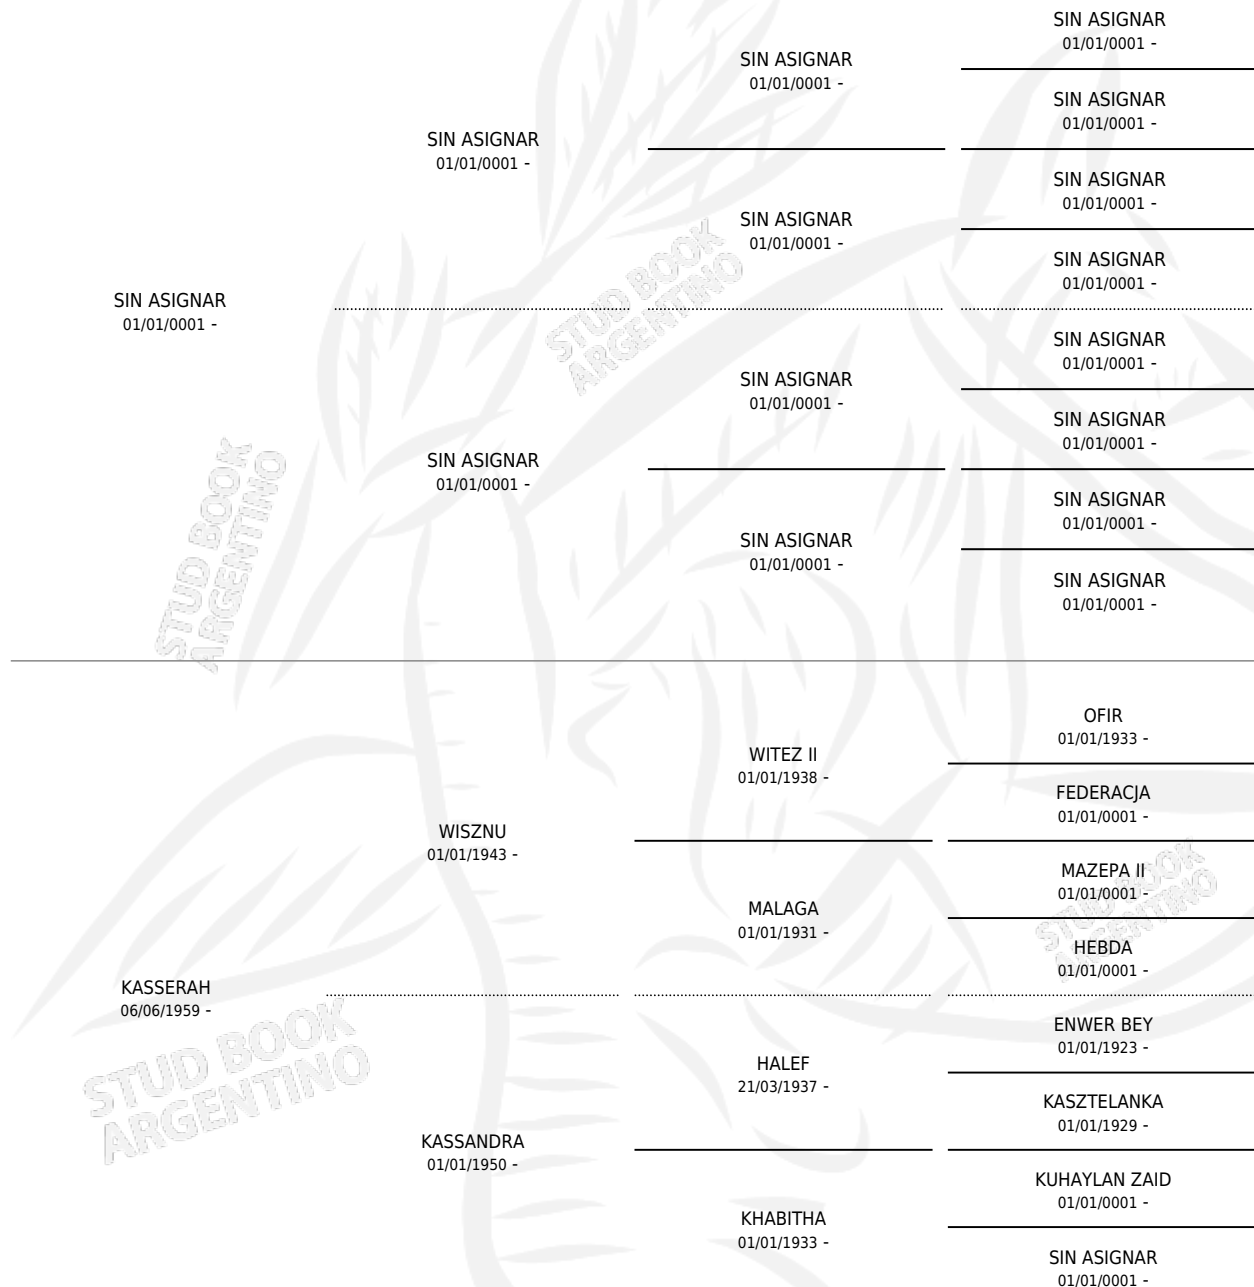 SIN ASIGNAR
01/01/0001 -
SIN ASIGNAR
01/01/0001 -
SIN ASIGNAR
01/01/0001 -
SIN ASIGNAR
01/01/0001 -
SIN ASIGNAR
01/01/0001 -
SIN ASIGNAR
01/01/0001 -
SIN ASIGNAR
01/01/0001 -
SIN ASIGNAR
01/01/0001 -
SIN ASIGNAR
01/01/0001 -
SIN ASIGNAR
01/01/0001 -
SIN ASIGNAR
01/01/0001 -
SIN ASIGNAR
01/01/0001 -
SIN ASIGNAR
01/01/0001 -
SIN ASIGNAR
01/01/0001 -
SIN ASIGNAR
01/01/0001 -
STUD BOOK
ARGENTINO
STUD BOOK
ARGENTINO
KASSERAH
06/06/1959 -
WISZNU
01/01/1943 -
WITEZ II
01/01/1938 -
OFIR
01/01/1933 -
FEDERACJA
01/01/0001 -
MALAGA
01/01/1931 -
MAZEPA II
01/01/0001 -
HEBDA
01/01/0001 -
KASSANDRA
01/01/1950 -
HALEF
21/03/1937 -
ENWER BEY
01/01/1923 -
KASZTELANKA
01/01/1929 -
KHABITHA
01/01/1933 -
KUHAYLAN ZAID
01/01/0001 -
SIN ASIGNAR
01/01/0001 -
STUD BOOK
ARGENTINO
STUD BOOK
ARGENTINO